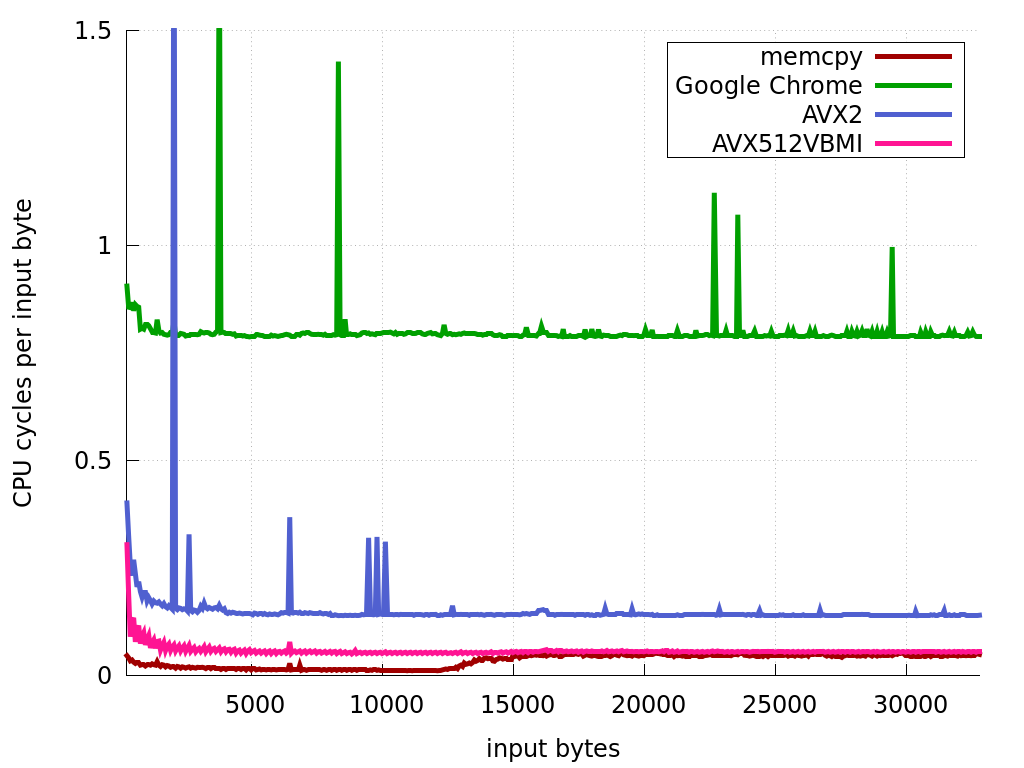 1.5
1
0.5
0
CPU cycles per input byte
memcpy
Google Chrome
AVX2
AVX512VBMI
5000
10000
15000
20000
25000
30000
input bytes